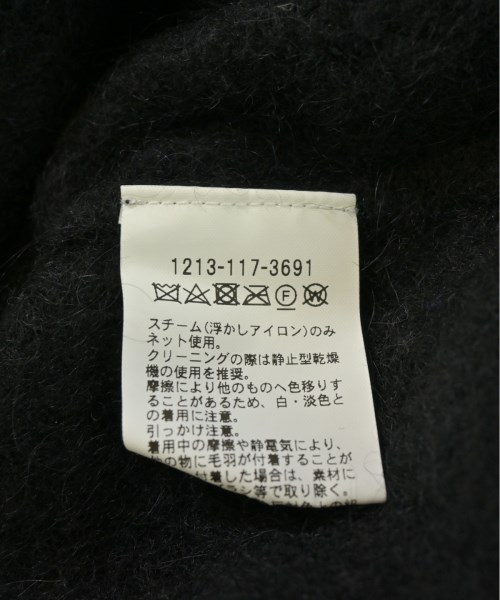 1213-117-3691
F W
スチーム(浮かしアイロン)のみ
ネット使用。
クリーニングの際は静止型乾燥
機の使用を推奨。
摩擦により他のものへ色移りす
ることがあるため、白・淡色と
の着用に注意。
引っかけ注意。
着用中の摩擦や静電気により、
の物に毛羽が付着することが
付着した場合は、素材に
ラシ等で取り除く。